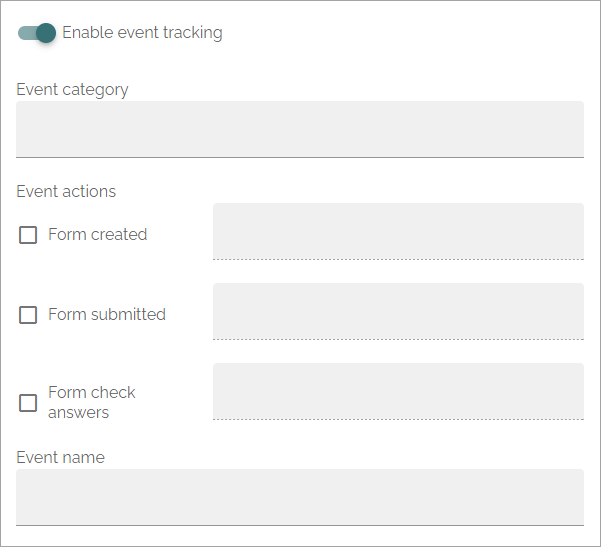 Enable event tracking
Event category
Event actions
Form created
Form submitted
Form check
answers
Event name